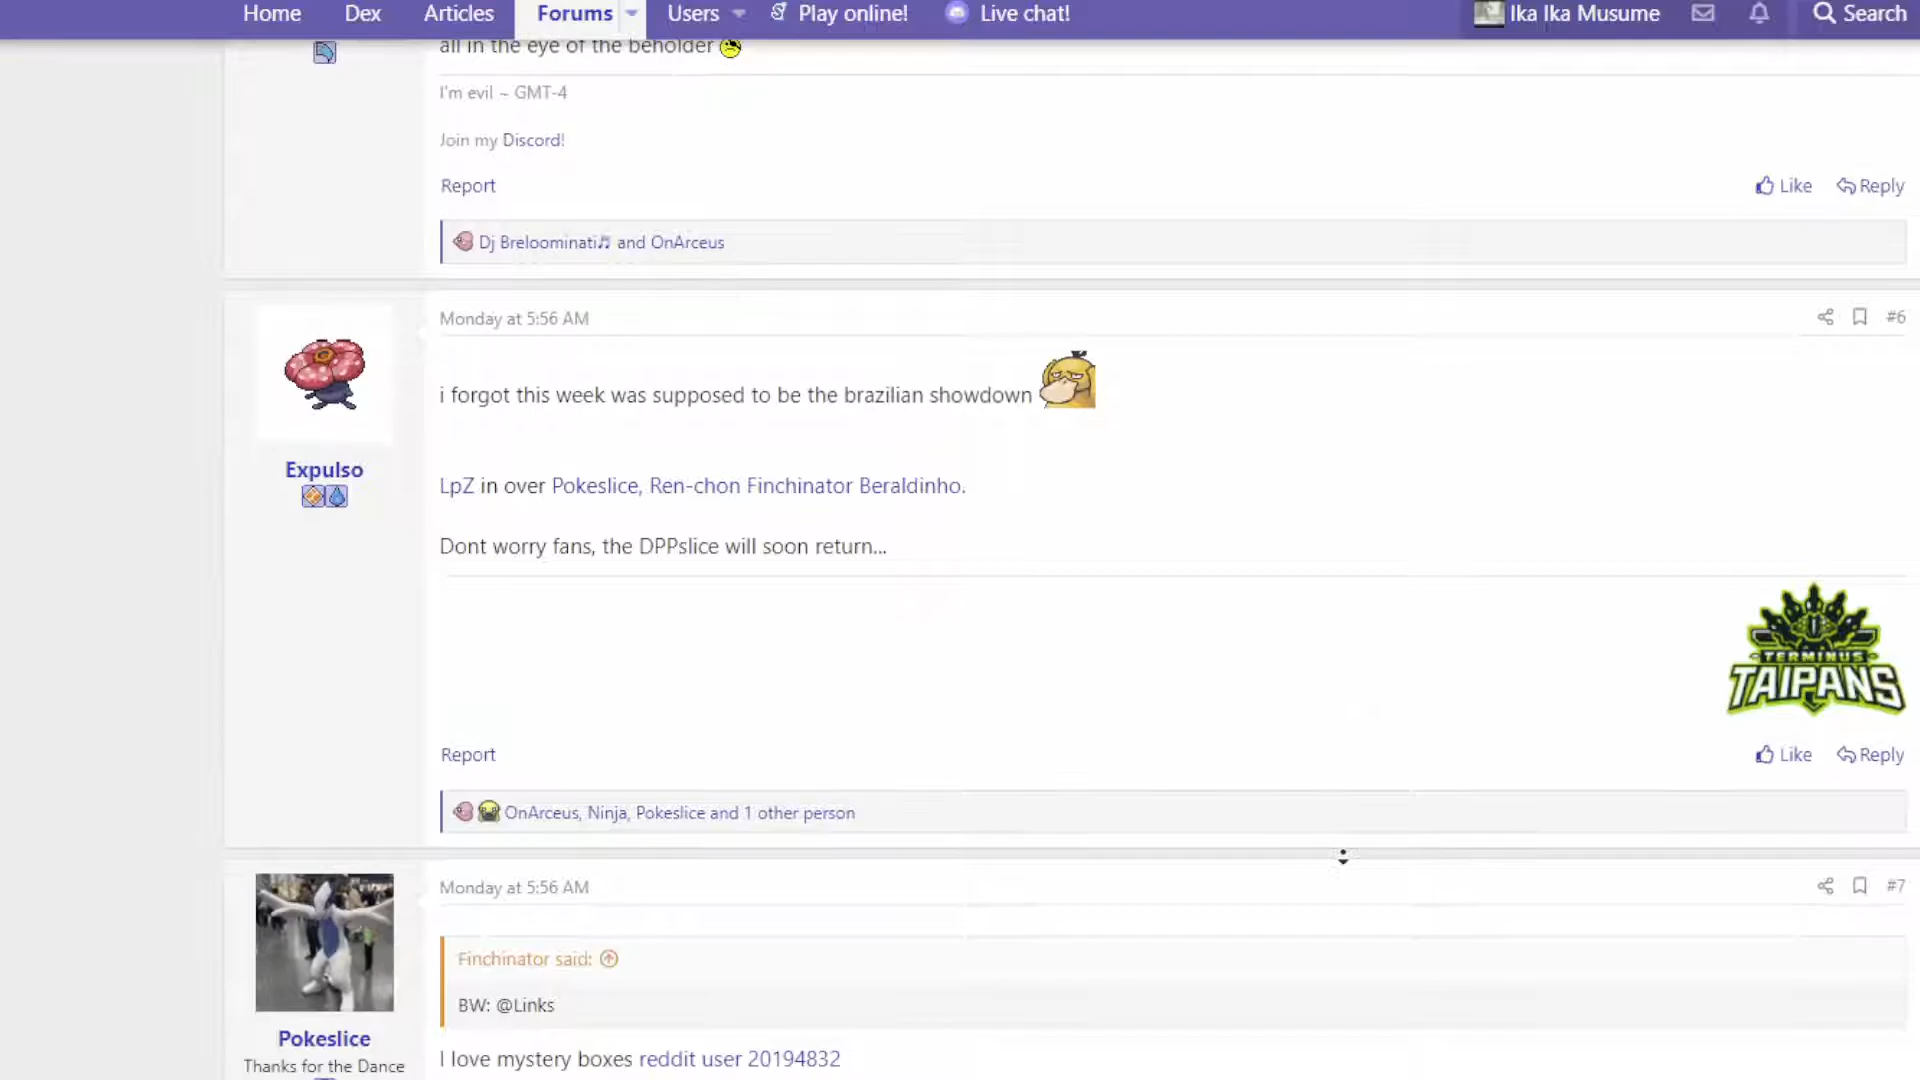 Home Dex Articles Forums Users Play online! Live chat! Ika Ika Musume Search
all in the eye of the beholder
I'm evil ~ GMT-4
Join my Discord!
Report Like Reply
Dj Breloominati♬ and OnArceus
Monday at 5:56 AM #6
i forgot this week was supposed to be the brazilian showdown
Expulso
LpZ in over Pokeslice, Ren-chon Finchinator Beraldinho.
Dont worry fans, the DPPslice will soon return...
TERMINUS
TAIPANS
Report Like Reply
OnArceus, Ninja, Pokeslice and 1 other person
Monday at 5:56 AM #7
Finchinator said:
BW: @Links
Pokeslice
Thanks for the Dance
I love mystery boxes reddit user 20194832